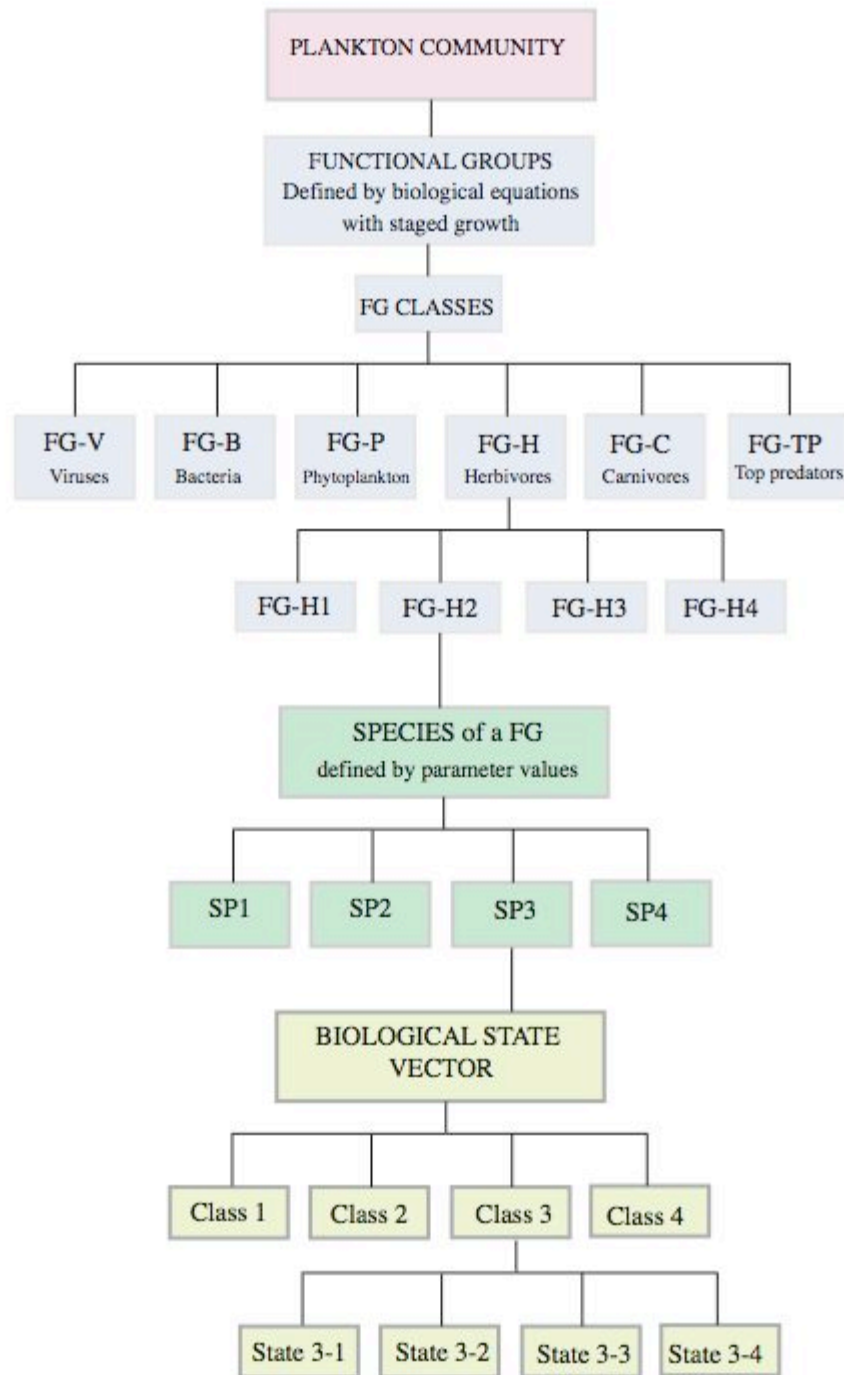 PLANKTON COMMUNITY
FUNCTIONAL GROUPS
Defined by biological equations
with staged growth
FG CLASSES
FG-V
Viruses
FG-B
Bacteria
FG-P
Phytoplankton
FG-H
Herbivores
FG-C
Carnivores
FG-TP
Top predators
FG-H1
FG-H2
FG-H3
FG-H4
SPECIES of a FG
defined by parameter values
SP1
SP2
SP3
SP4
BIOLOGICAL STATE
VECTOR
Class 1
Class 2
Class 3
Class 4
State 3-1
State 3-2
State 3-3
State 3-4